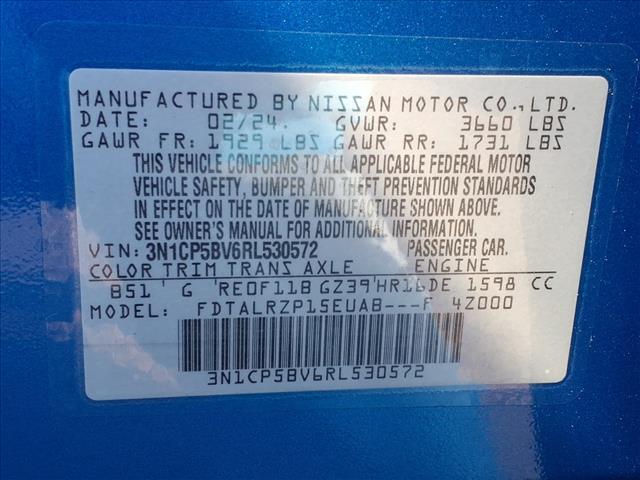 MANUFACTURED BY NISSAN MOTOR CO., LTD.
DATE: 02/24. GVWR: 3660 LBS
GAWR FR: 1929 LBS GAWR RR: 1731 LBS
THIS VEHICLE CONFORMS TO ALL APPLICABLE FEDERAL MOTOR
VEHICLE SAFETY, BUMPER AND THEFT PREVENTION STANDARDS
IN EFFECT ON THE DATE OF MANUFACTURE SHOWN ABOVE.
SEE OWNER'S MANUAL FOR ADDITIONAL INFORMATION.
VIN: 3N1CP5BV6RL530572 PASSENGER CAR.
COLOR TRIM TRANS AXLE ENGINE
B51' G 'RE0F11B GZ39'HR16DE 1598 CC
MODEL: FDTALRZP15EUAB---F 4Z000
3N1CP5BV6RL530572